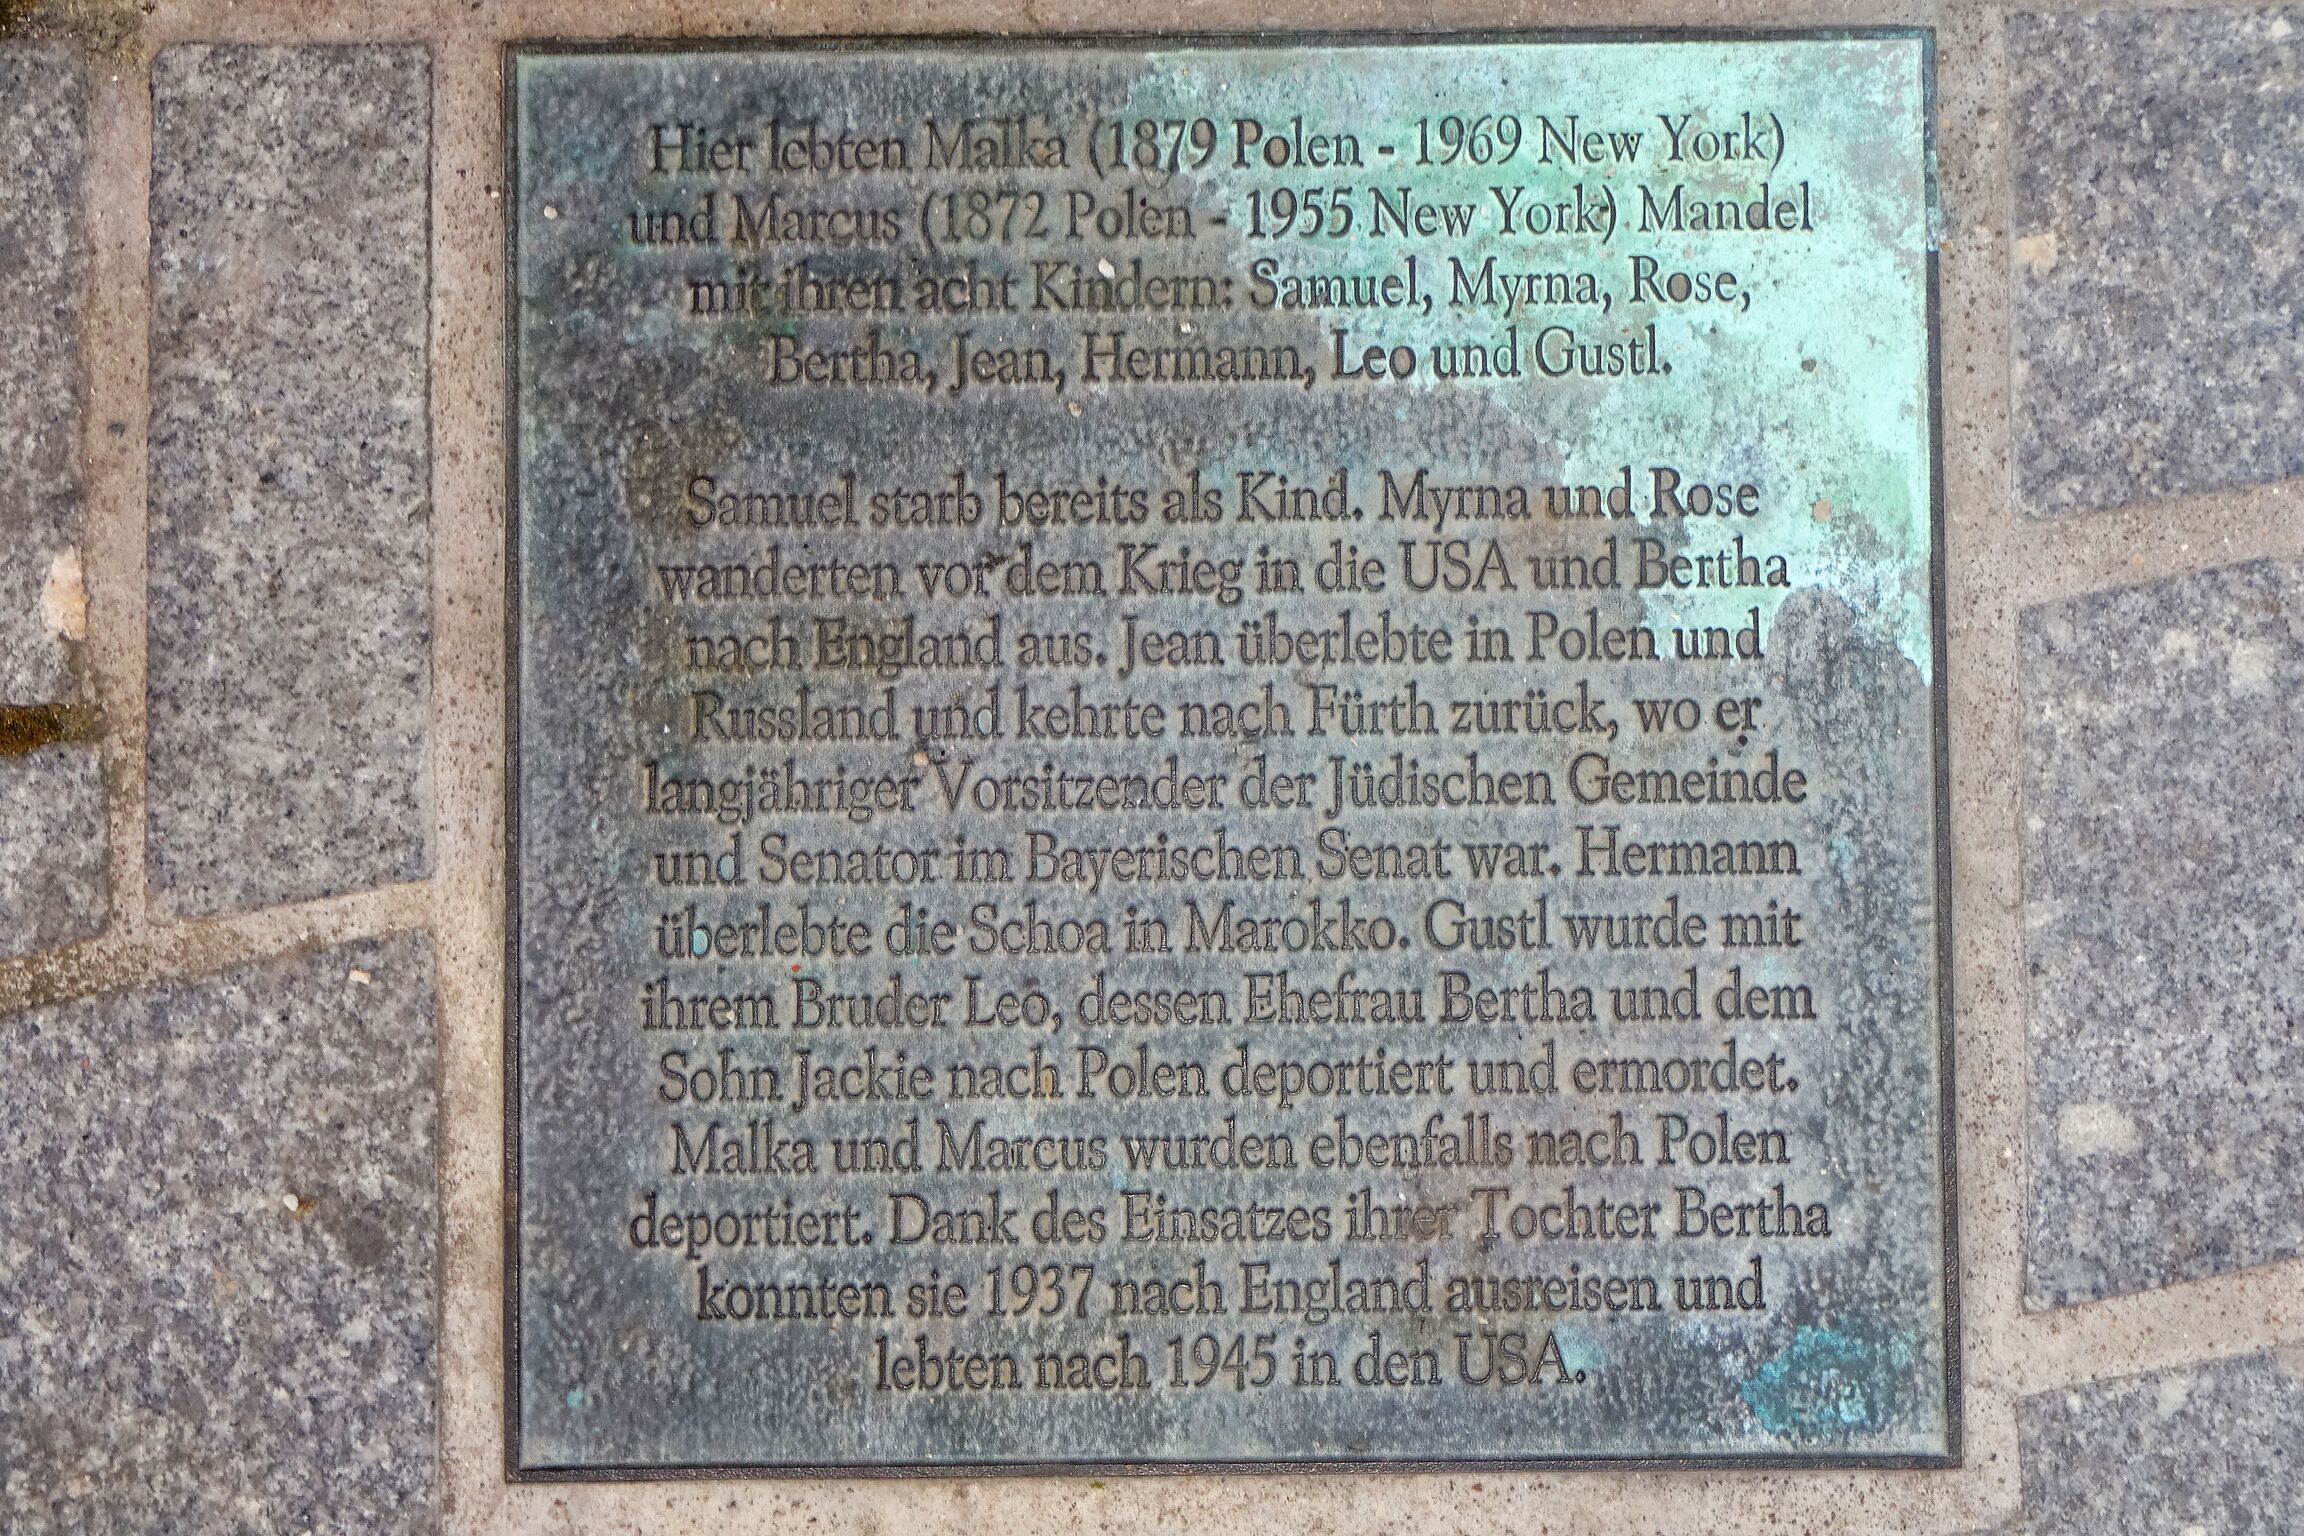 Hier lebten Malka (1879 Polen - 1969 New York)
und Marcus (1872 Polen - 1955 New York) Mandel
mit ihren acht Kindern: Samuel, Myrna, Rose,
Bertha, Jean, Hermann, Leo und Gustl.
Samuel starb bereits als Kind. Myrna und Rose
wanderten vor dem Krieg in die USA und Bertha
nach England aus. Jean überlebte in Polen und
Russland und kehrte nach Fürth zurück, wo er
langjähriger Vorsitzender der Jüdischen Gemeinde
und Senator im Bayerischen Senat war. Hermann
überlebte die Schoa in Marokko. Gustl wurde mit
ihrem Bruder Leo, dessen Ehefrau Bertha und dem
Sohn Jackie nach Polen deportiert und ermordet.
Malka und Marcus wurden ebenfalls nach Polen
deportiert. Dank des Einsatzes ihrer Tochter Bertha
konnten sie 1937 nach England ausreisen und
lebten nach 1945 in den USA.